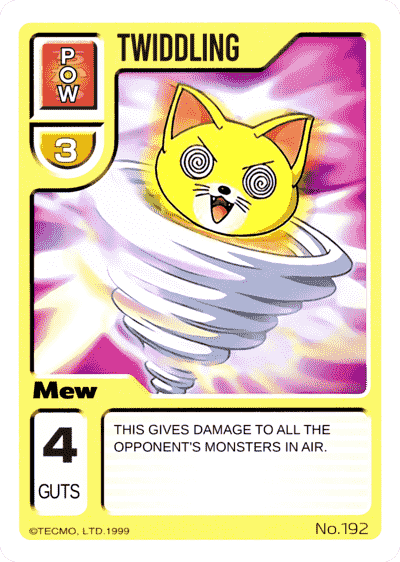 POW
TWIDDLING
3
Mew
4
GUTS
THIS GIVES DAMAGE TO ALL THE
OPPONENT'S MONSTERS IN AIR.
©TECMO, LTD.1999
No.192